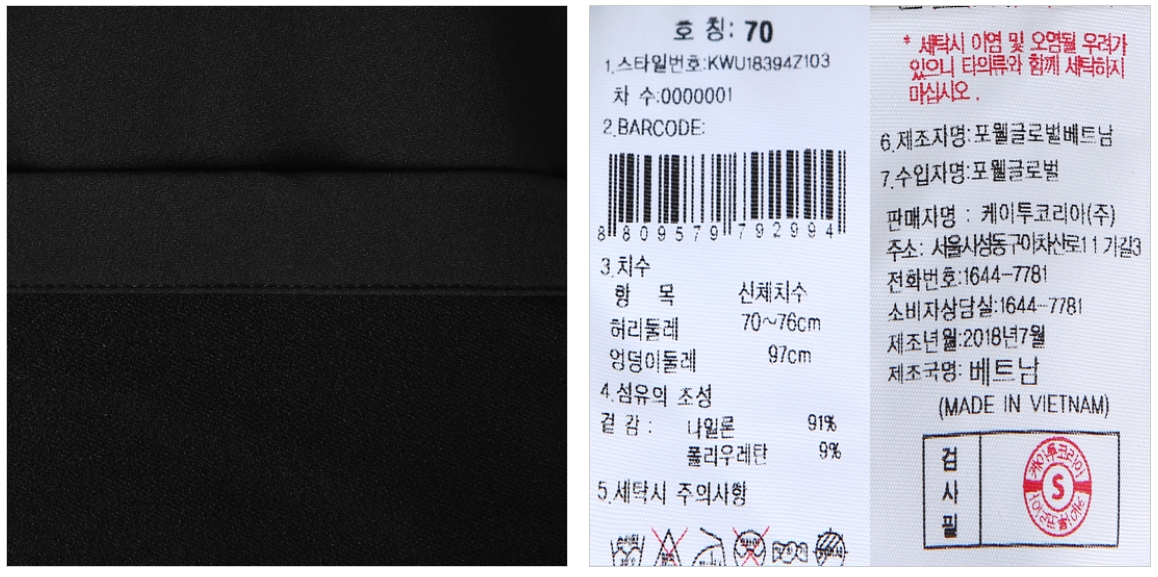 호 칭: 70
1.스타일번호:KWU18394Z103
차 수:0000001
2.BARCODE:
8 809579 792994
3.치수
항 목 신체치수
허리둘레 70~76cm
엉덩이둘레 97cm
4.섬유의 조성
겉 감 : 나일론 91%
폴리우레탄 9%
5.세탁시 주의사항
* 세탁시 이염 및 오염될 우려가
있으니 타의류와 함께 세탁하지
마십시오 .
6.제조자명:포웰글로벌베트남
7.수입자명:포웰글로벌
판매자명 : 케이투코리아(주)
주소: 서울시성동구아차산로11가길3
전화번호:1644-7781
소비자상담실:1644-7781
제조년월:2018년7월
제조국명: 베트남
(MADE IN VIETNAM)
검사필
케이투코리아
S